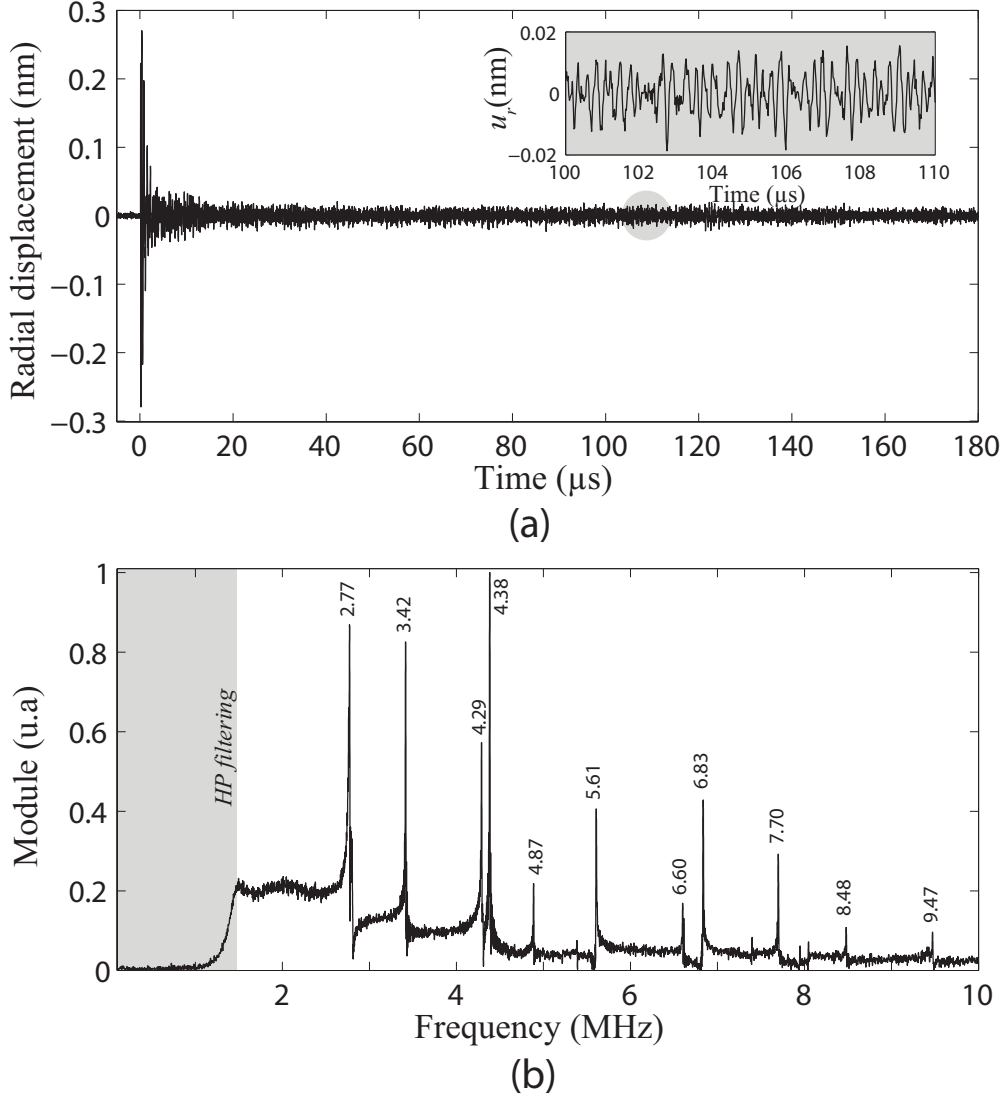 Radial displacement (nm)
0.3
0.2
0.1
0
−0.1
−0.2
−0.3
0 20 40 60 80 100 120 140 160 180
Time (µs)
u_r(nm)
0.02
0
−0.02
100 102 104 106 108 110
Time (µs)
(a)
Module (u.a)
1
0.8
0.6
0.4
0.2
0
HP filtering
2.77
3.42
4.29
4.38
4.87
5.61
6.60
6.83
7.70
8.48
9.47
2 4 6 8 10
Frequency (MHz)
(b)